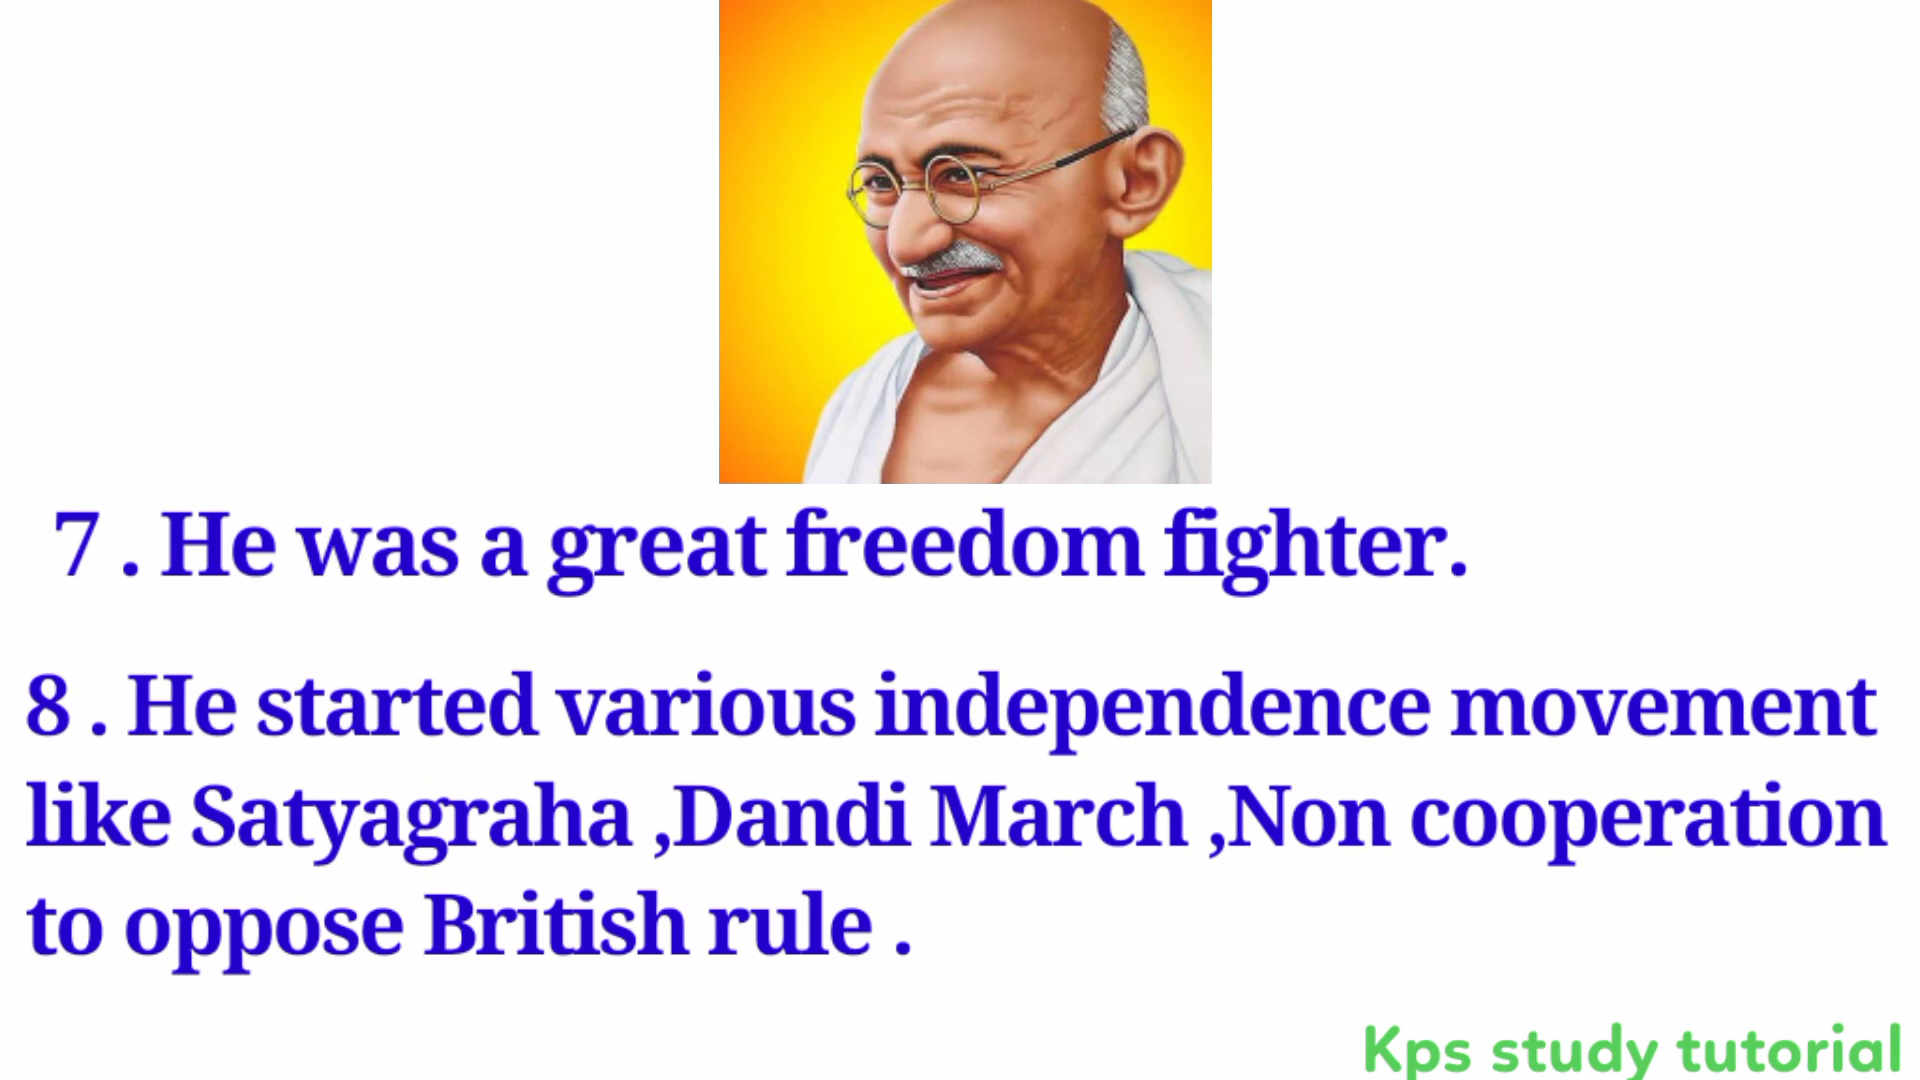 7 . He was a great freedom fighter.
8 . He started various independence movement
like Satyagraha ,Dandi March ,Non cooperation
to oppose British rule .
Kps study tutorial